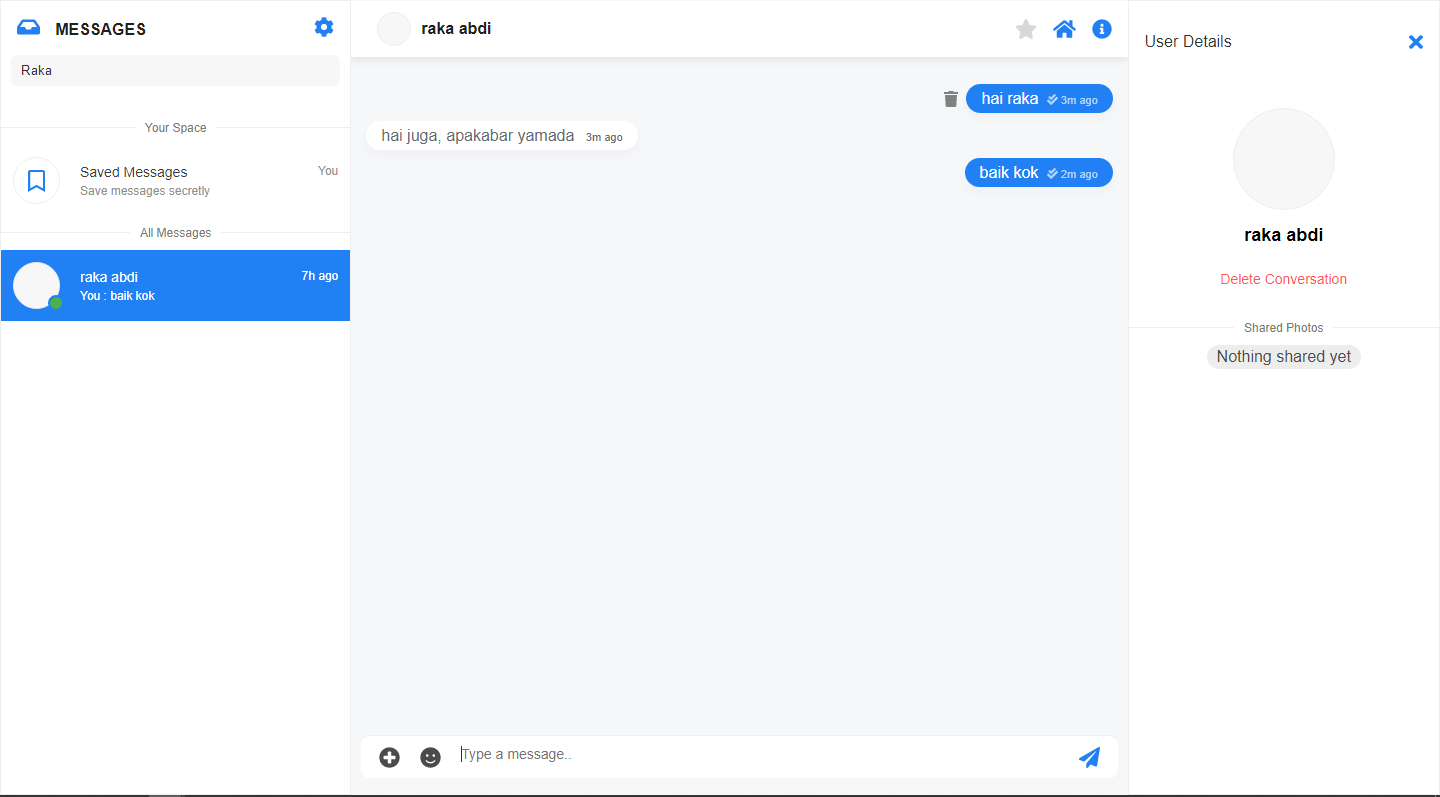 MESSAGES
Raka
Your Space
Saved Messages
You
Save messages secretly
All Messages
raka abdi
7h ago
You : baik kok
raka abdi
hai raka 3m ago
hai juga, apakabar yamada 3m ago
baik kok 2m ago
Type a message..
User Details
raka abdi
Delete Conversation
Shared Photos
Nothing shared yet